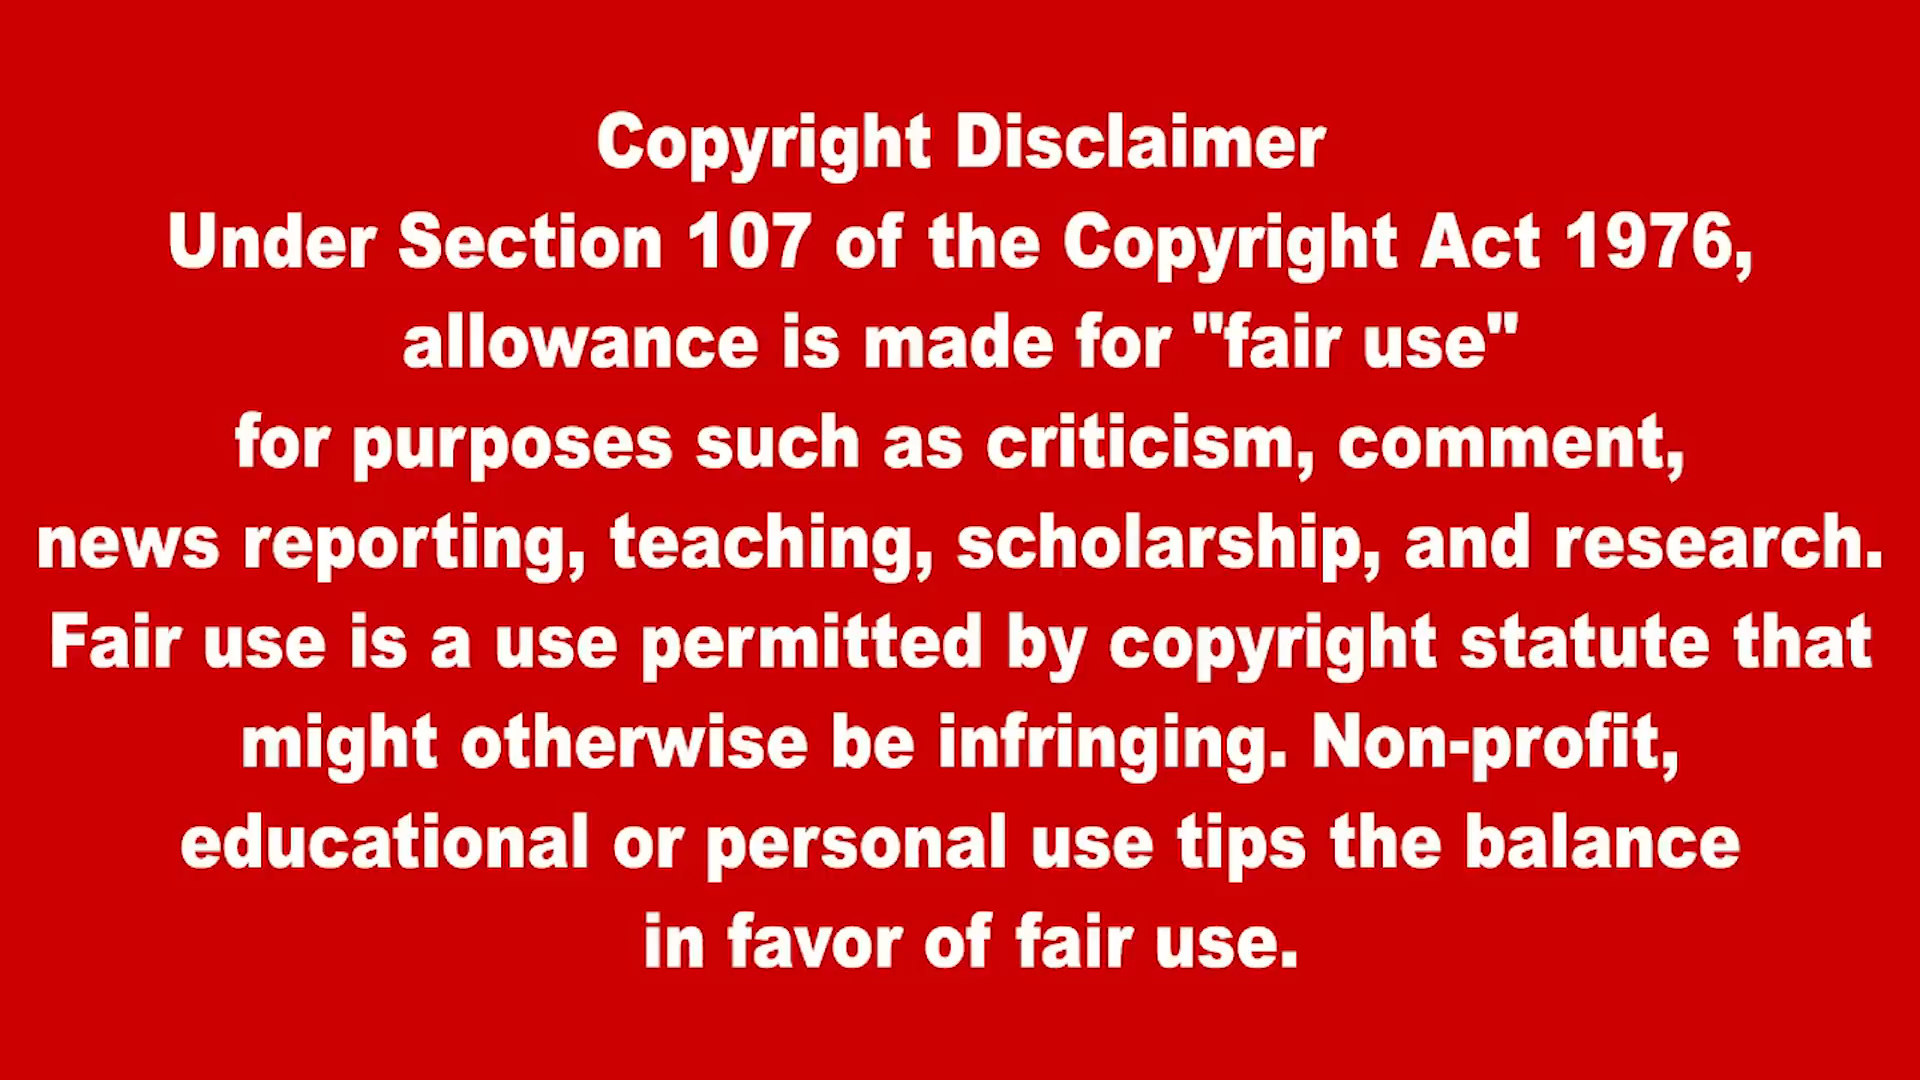 Copyright Disclaimer
Under Section 107 of the Copyright Act 1976,
allowance is made for "fair use"
for purposes such as criticism, comment,
news reporting, teaching, scholarship, and research.
Fair use is a use permitted by copyright statute that
might otherwise be infringing. Non-profit,
educational or personal use tips the balance
in favor of fair use.